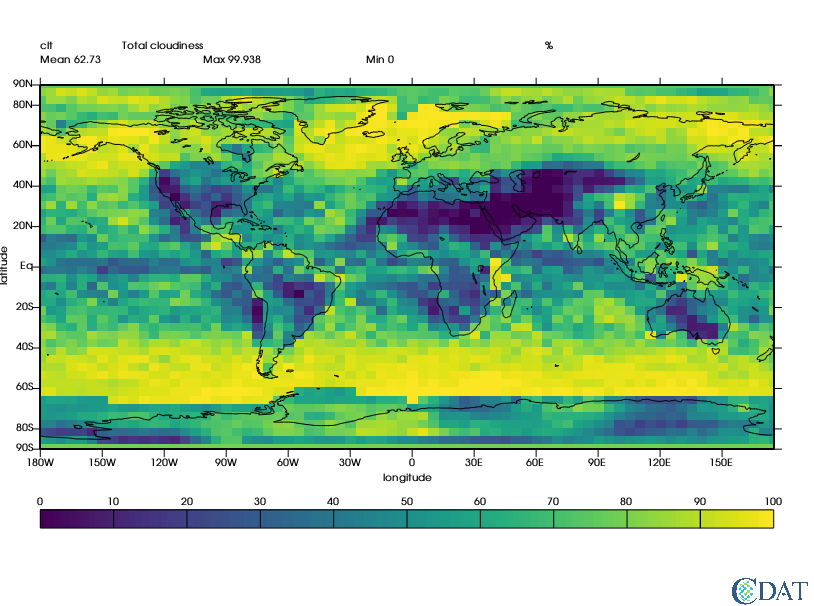 clt Total cloudiness %
Mean 62.73 Max 99.938 Min 0
90N
80N
60N
40N
20N
Eq
20S
40S
60S
80S
90S
latitude
180W 150W 120W 90W 60W 30W 0 30E 60E 90E 120E 150E
longitude
0 10 20 30 40 50 60 70 80 90 100
CDAT